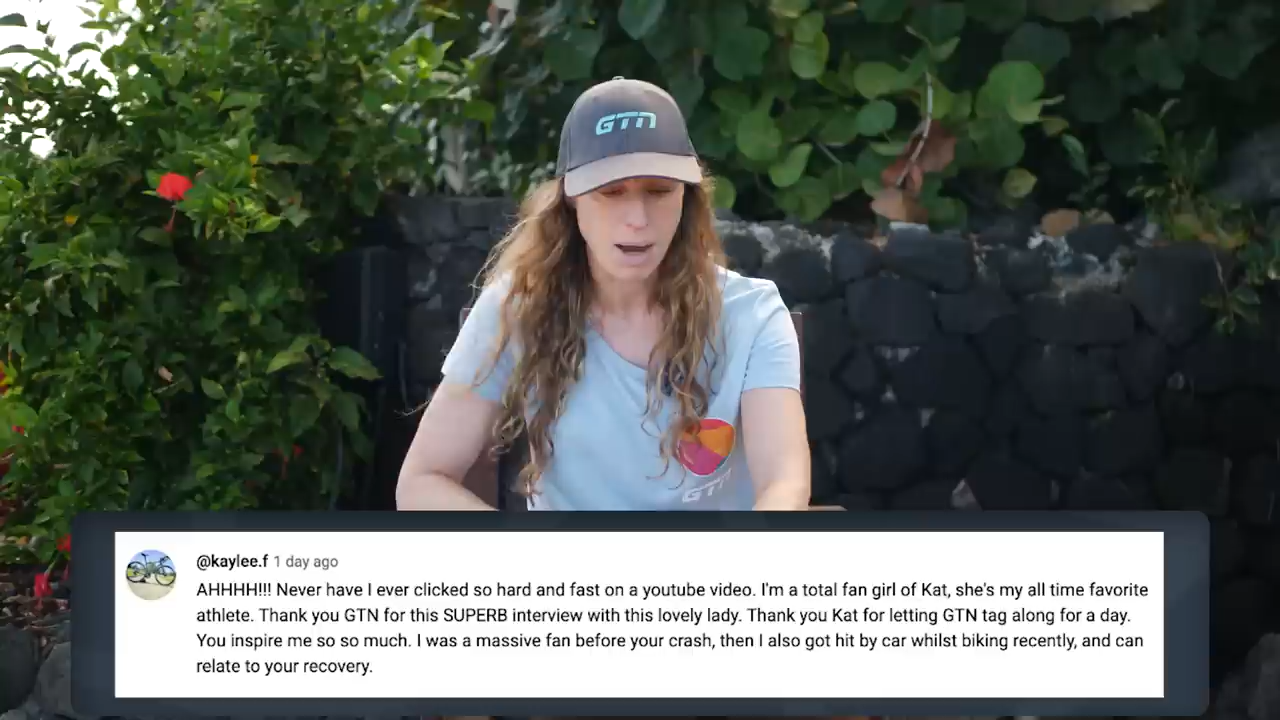 GTN
GTN
@kaylee.f 1 day ago
AHHHH!!! Never have I ever clicked so hard and fast on a youtube video. I'm a total fan girl of Kat, she's my all time favorite
athlete. Thank you GTN for this SUPERB interview with this lovely lady. Thank you Kat for letting GTN tag along for a day.
You inspire me so so much. I was a massive fan before your crash, then I also got hit by car whilst biking recently, and can
relate to your recovery.